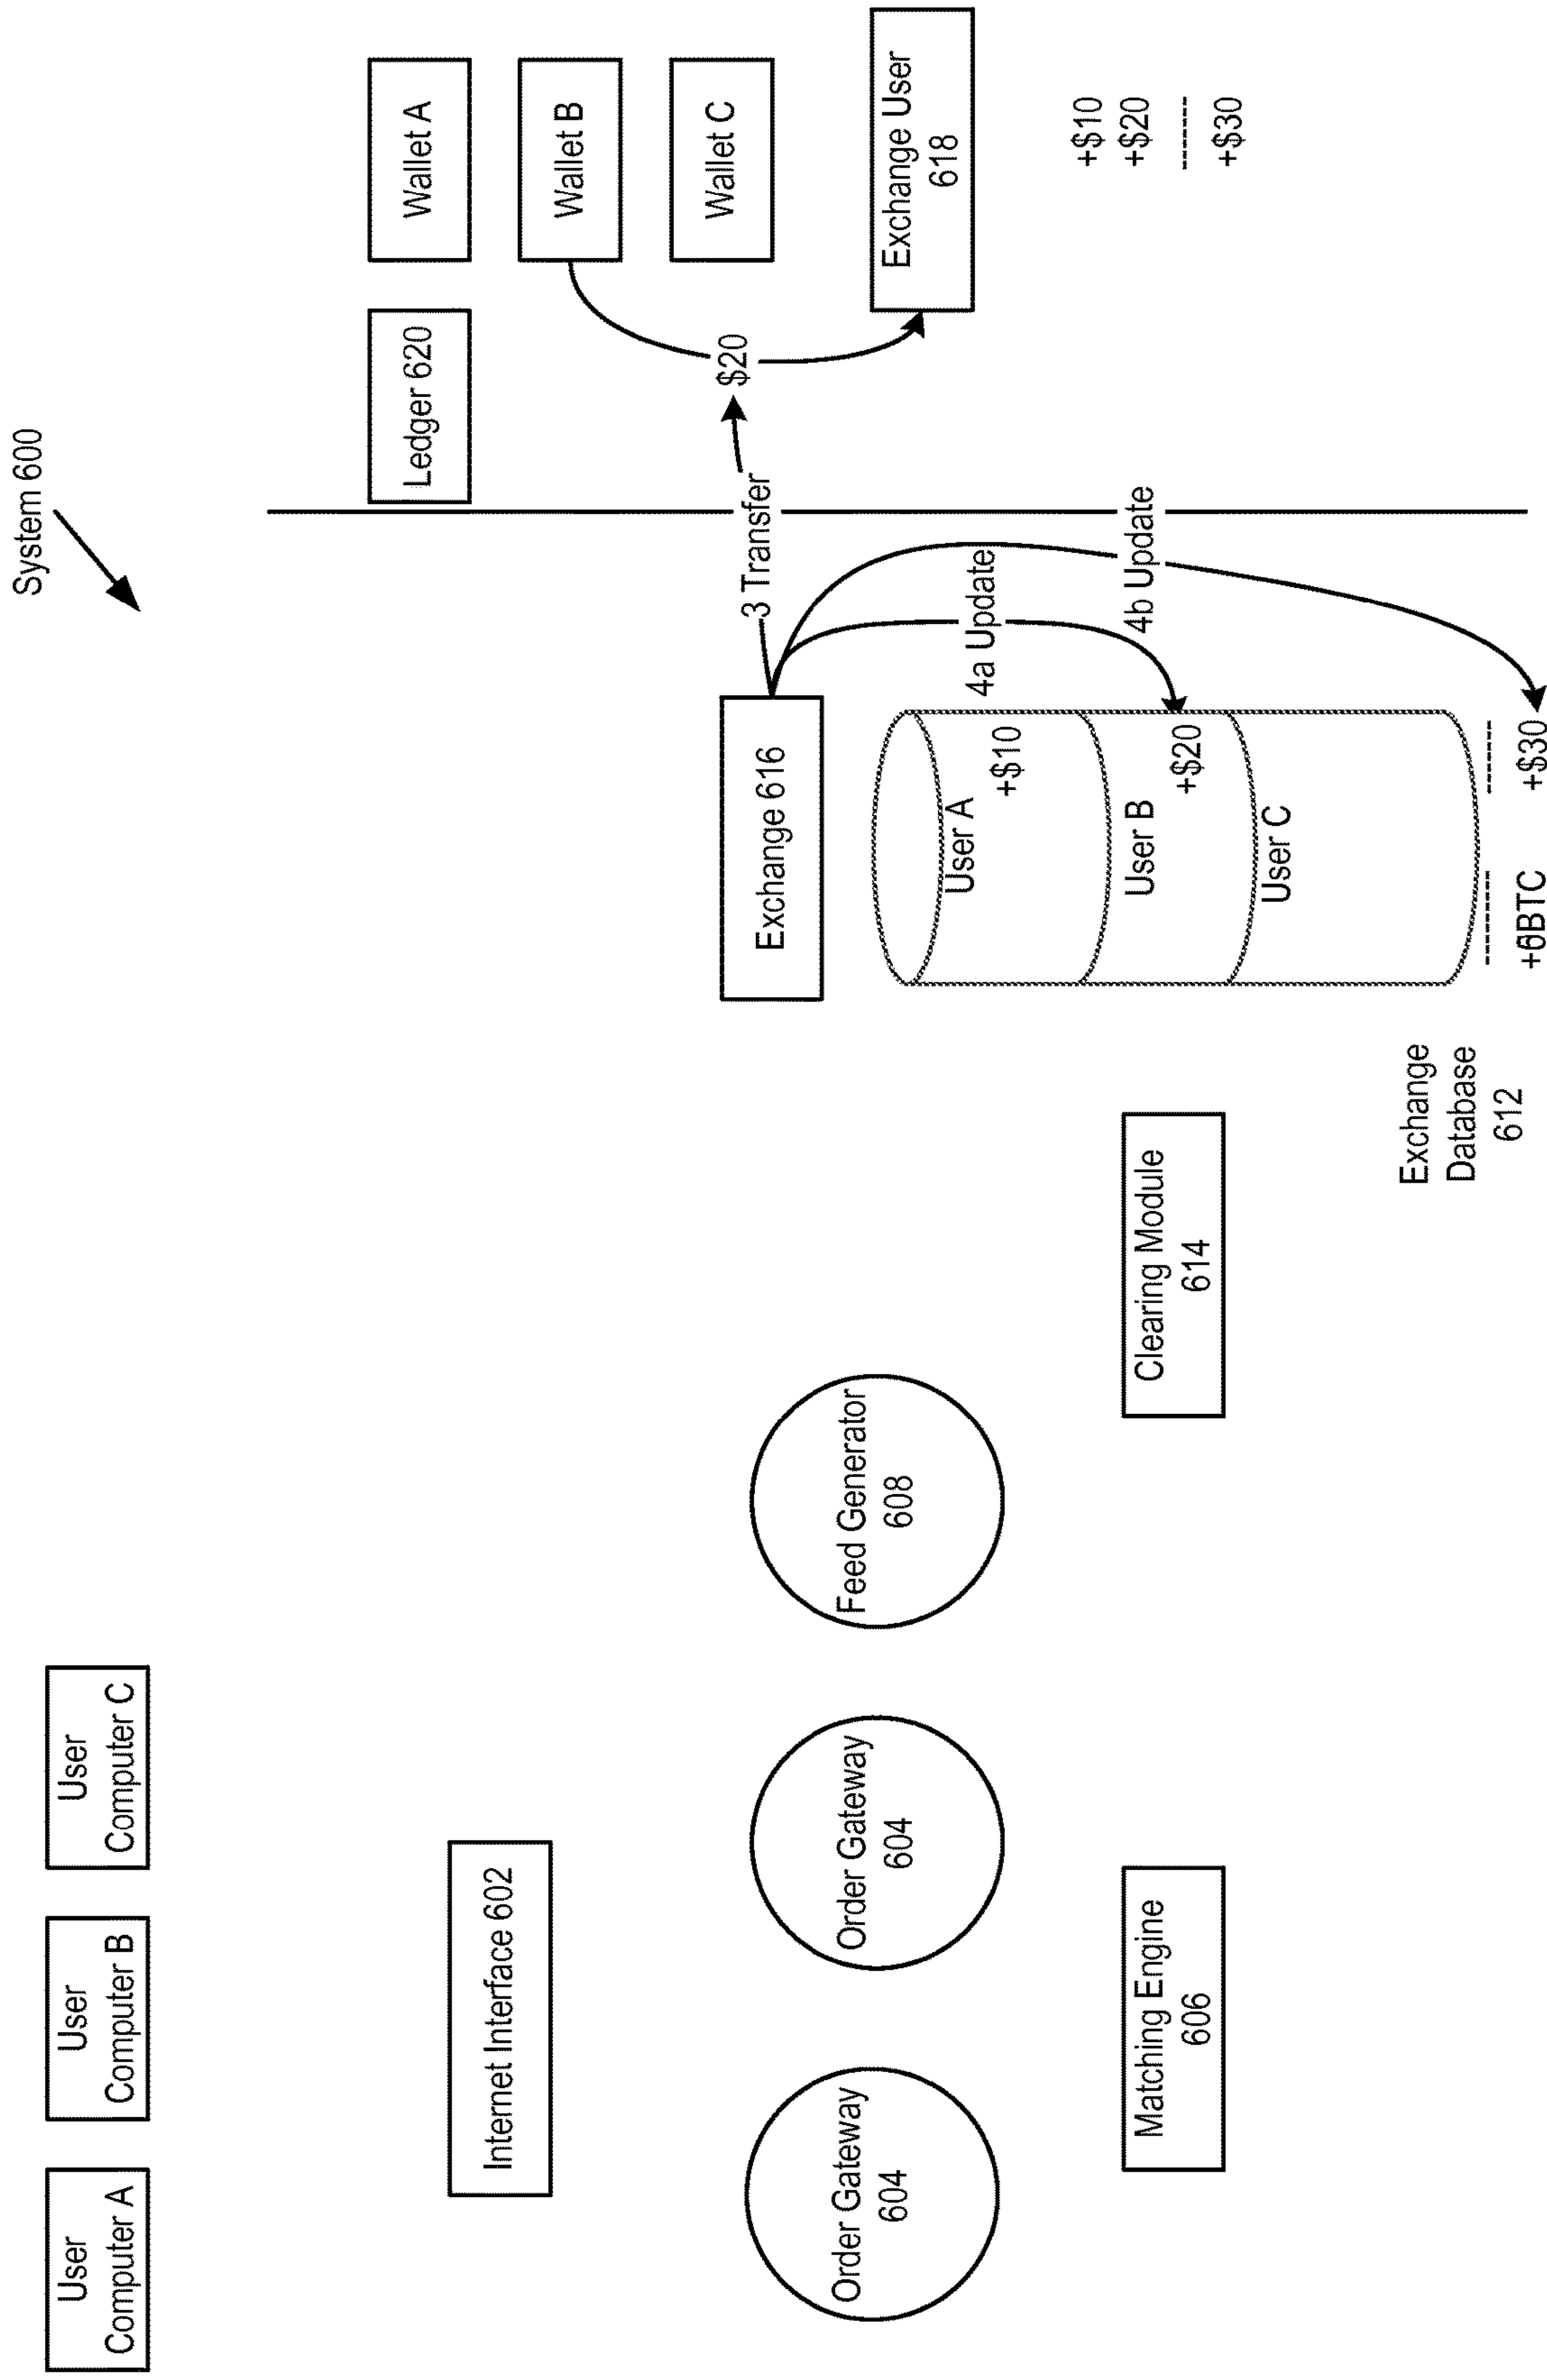 System 600
User
Computer A
User
Computer B
User
Computer C
Internet Interface 602
Order Gateway
604
Order Gateway
604
Feed Generator
608
Matching Engine
606
Clearing Module
614
Exchange 616
3 Transfer
$20
4a Update
4b Update
User A
+$10
User B
+$20
User C
+6BTC
+$30
Exchange
Database
612
Ledger 620
Wallet A
Wallet B
Wallet C
Exchange User
618
+$10
+$20
+$30